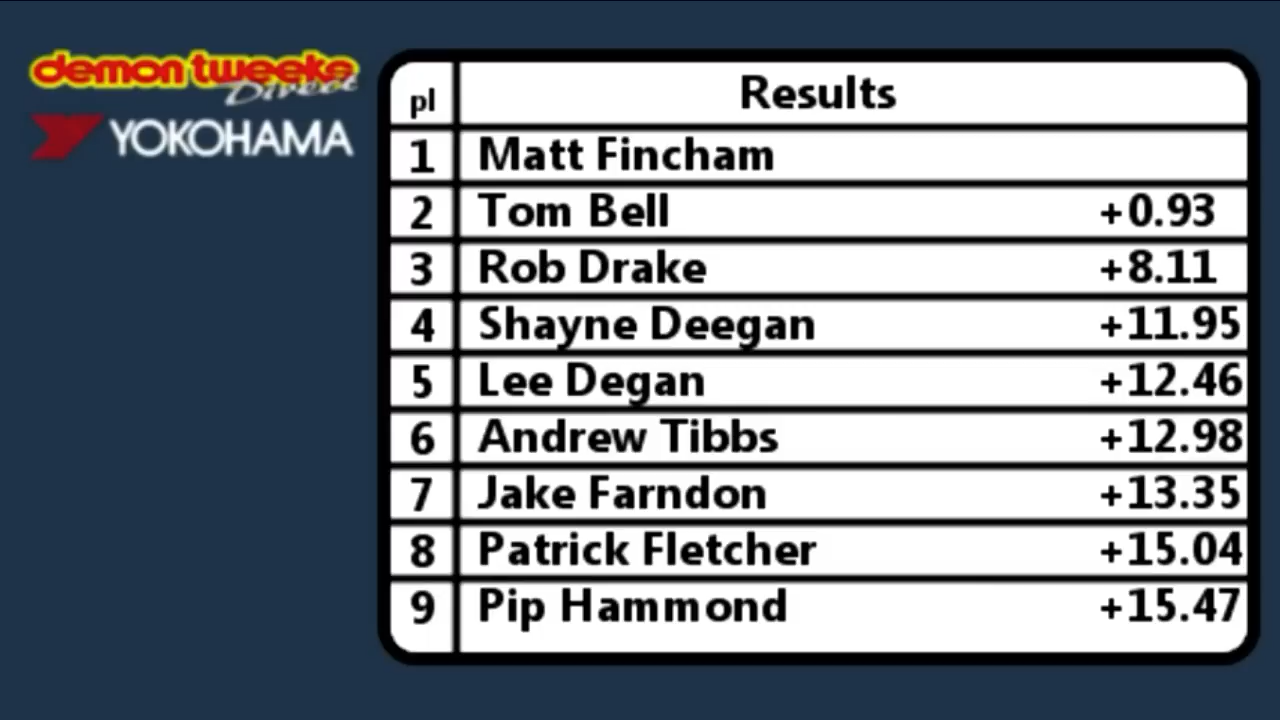 demon tweeks
Direct
YOKOHAMA
pl Results
1 Matt Fincham
2 Tom Bell +0.93
3 Rob Drake +8.11
4 Shayne Deegan +11.95
5 Lee Degan +12.46
6 Andrew Tibbs +12.98
7 Jake Farndon +13.35
8 Patrick Fletcher +15.04
9 Pip Hammond +15.47